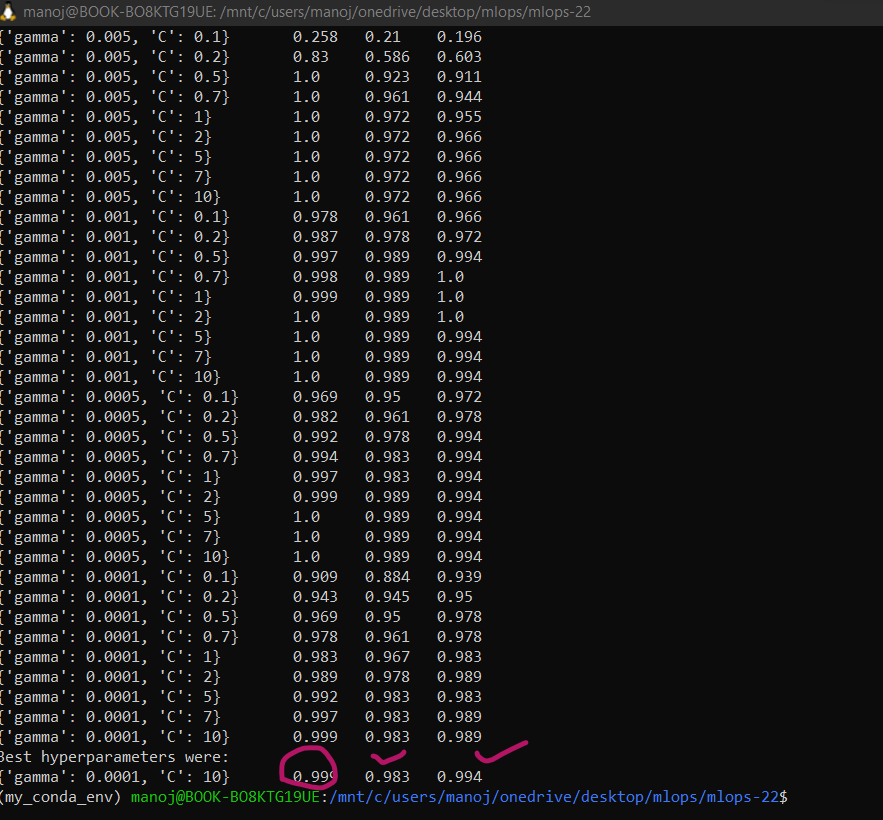 manoj@BOOK-BO8KTG19UE: /mnt/c/users/manoj/onedrive/desktop/mlops/mlops-22
{'gamma': 0.005, 'C': 0.1} 0.258 0.21 0.196
{'gamma': 0.005, 'C': 0.2} 0.83 0.586 0.603
{'gamma': 0.005, 'C': 0.5} 1.0 0.923 0.911
{'gamma': 0.005, 'C': 0.7} 1.0 0.961 0.944
{'gamma': 0.005, 'C': 1} 1.0 0.972 0.955
{'gamma': 0.005, 'C': 2} 1.0 0.972 0.966
{'gamma': 0.005, 'C': 5} 1.0 0.972 0.966
{'gamma': 0.005, 'C': 7} 1.0 0.972 0.966
{'gamma': 0.005, 'C': 10} 1.0 0.972 0.966
{'gamma': 0.001, 'C': 0.1} 0.978 0.961 0.966
{'gamma': 0.001, 'C': 0.2} 0.987 0.978 0.972
{'gamma': 0.001, 'C': 0.5} 0.997 0.989 0.994
{'gamma': 0.001, 'C': 0.7} 0.998 0.989 1.0
{'gamma': 0.001, 'C': 1} 0.999 0.989 1.0
{'gamma': 0.001, 'C': 2} 1.0 0.989 1.0
{'gamma': 0.001, 'C': 5} 1.0 0.989 0.994
{'gamma': 0.001, 'C': 7} 1.0 0.989 0.994
{'gamma': 0.001, 'C': 10} 1.0 0.989 0.994
{'gamma': 0.0005, 'C': 0.1} 0.969 0.95 0.972
{'gamma': 0.0005, 'C': 0.2} 0.982 0.961 0.978
{'gamma': 0.0005, 'C': 0.5} 0.992 0.978 0.994
{'gamma': 0.0005, 'C': 0.7} 0.994 0.983 0.994
{'gamma': 0.0005, 'C': 1} 0.997 0.983 0.994
{'gamma': 0.0005, 'C': 2} 0.999 0.989 0.994
{'gamma': 0.0005, 'C': 5} 1.0 0.989 0.994
{'gamma': 0.0005, 'C': 7} 1.0 0.989 0.994
{'gamma': 0.0005, 'C': 10} 1.0 0.989 0.994
{'gamma': 0.0001, 'C': 0.1} 0.909 0.884 0.939
{'gamma': 0.0001, 'C': 0.2} 0.943 0.945 0.95
{'gamma': 0.0001, 'C': 0.5} 0.969 0.95 0.978
{'gamma': 0.0001, 'C': 0.7} 0.978 0.961 0.978
{'gamma': 0.0001, 'C': 1} 0.983 0.967 0.983
{'gamma': 0.0001, 'C': 2} 0.989 0.978 0.989
{'gamma': 0.0001, 'C': 5} 0.992 0.983 0.983
{'gamma': 0.0001, 'C': 7} 0.997 0.983 0.989
{'gamma': 0.0001, 'C': 10} 0.999 0.983 0.989
Best hyperparameters were:
{'gamma': 0.0001, 'C': 10} 0.999 0.983 0.994
(my_conda_env) manoj@BOOK-BO8KTG19UE:/mnt/c/users/manoj/onedrive/desktop/mlops/mlops-22$